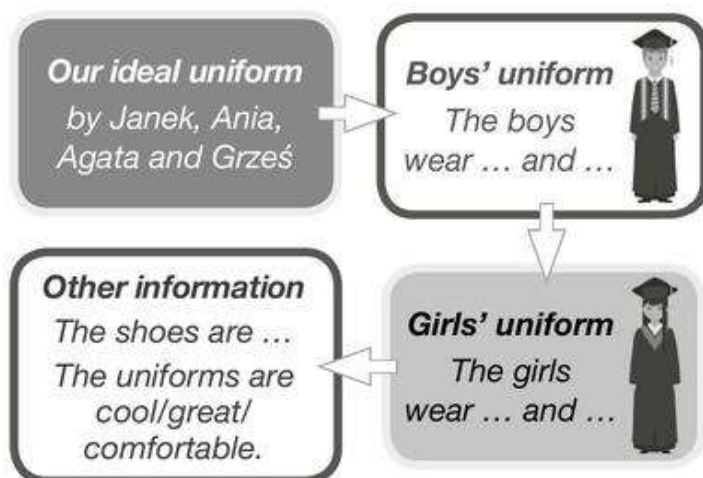 Our ideal uniform
by Janek, Ania,
Agata and Grześ
Boys' uniform
The boys
wear ... and ...
Girls' uniform
The girls
wear ... and ...
Other information
The shoes are ...
The uniforms are
cool/great/
comfortable.